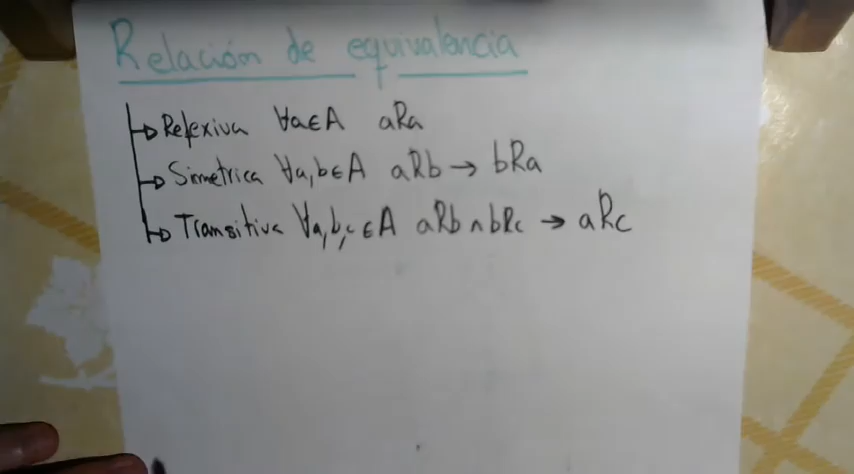 Relación de equivalencia
Reflexiva ∀a∈A aRa
Simetrica ∀a,b∈A aRb → bRa
Transitiva ∀a,b,c∈A aRb ∧ bRc → aRc